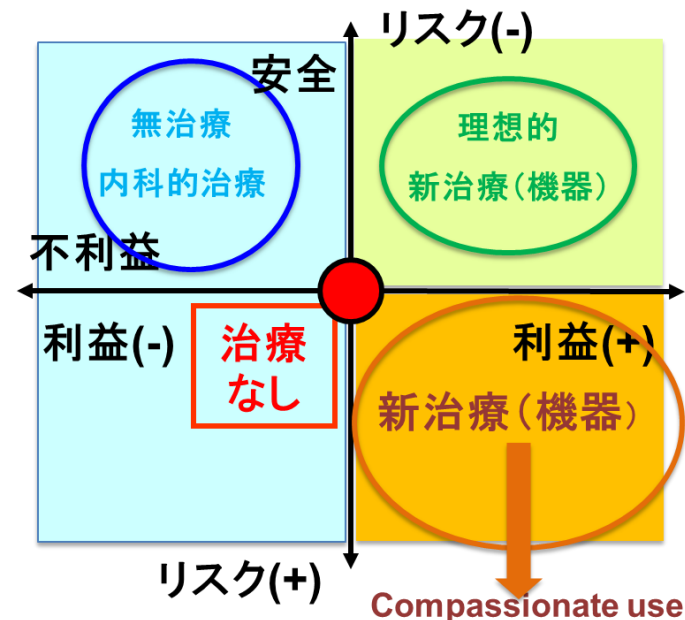 リスク(-)
安全
無治療
内科的治療
理想的
新治療（機器）
不利益
利益(-)
治療
なし
利益(+)
新治療（機器）
リスク(+)
Compassionate use